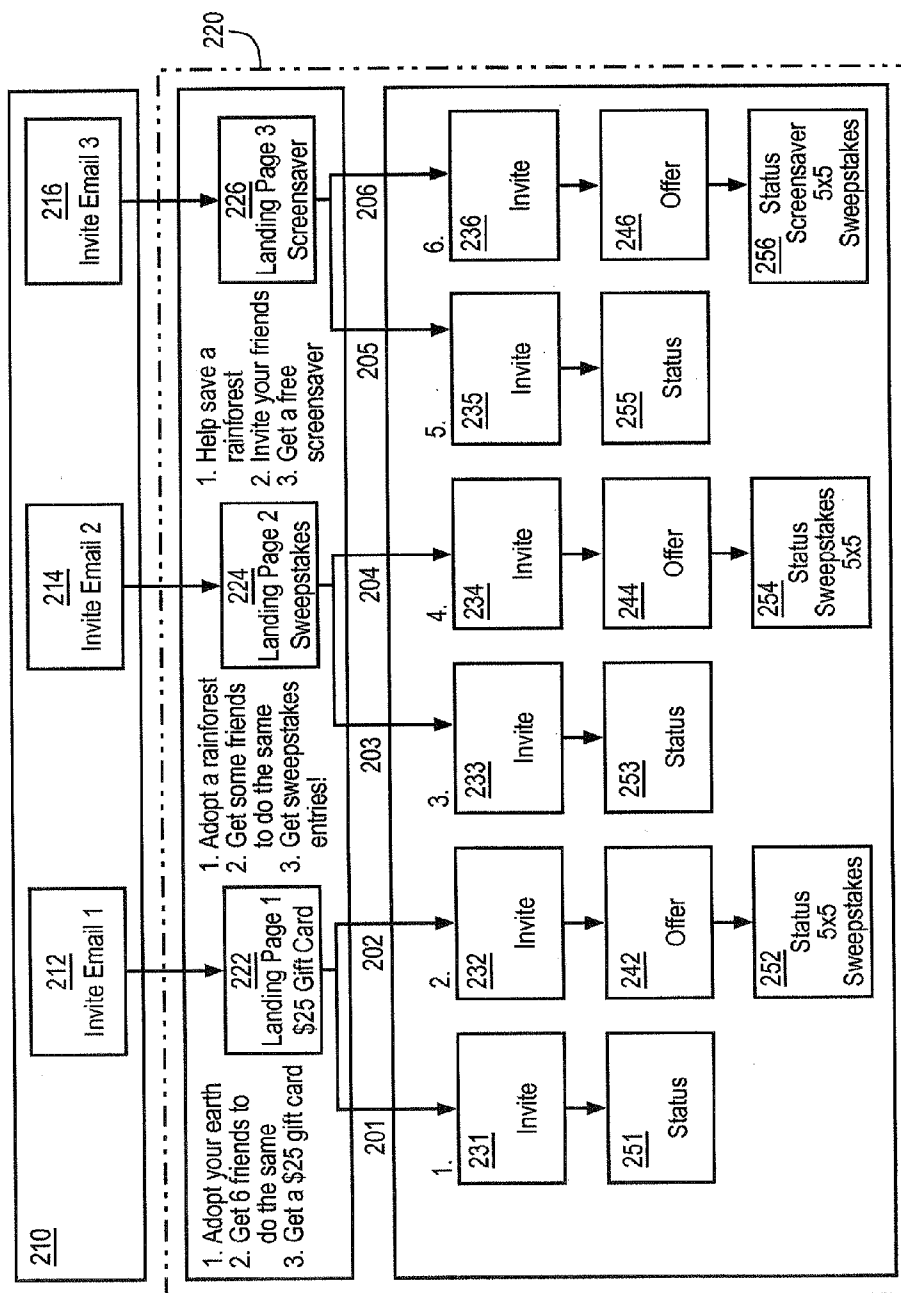 210
212
Invite Email 1
214
Invite Email 2
216
Invite Email 3
220
1. Adopt your earth
2. Get 6 friends to
do the same
3. Get a $25 gift card
222
Landing Page 1
$25 Gift Card
1. Adopt a rainforest
2. Get some friends
to do the same
3. Get sweepstakes
entries!
224
Landing Page 2
Sweepstakes
1. Help save a
rainforest
2. Invite your friends
3. Get a free
screensaver
226
Landing Page 3
Screensaver
201
202
203
204
205
206
1.
231
Invite
2.
232
Invite
3.
233
Invite
4.
234
Invite
5.
235
Invite
6.
236
Invite
251
Status
242
Offer
253
Status
244
Offer
255
Status
246
Offer
252
Status
5x5
Sweepstakes
254
Status
Sweepstakes
5x5
256
Status
Screensaver
5x5
Sweepstakes